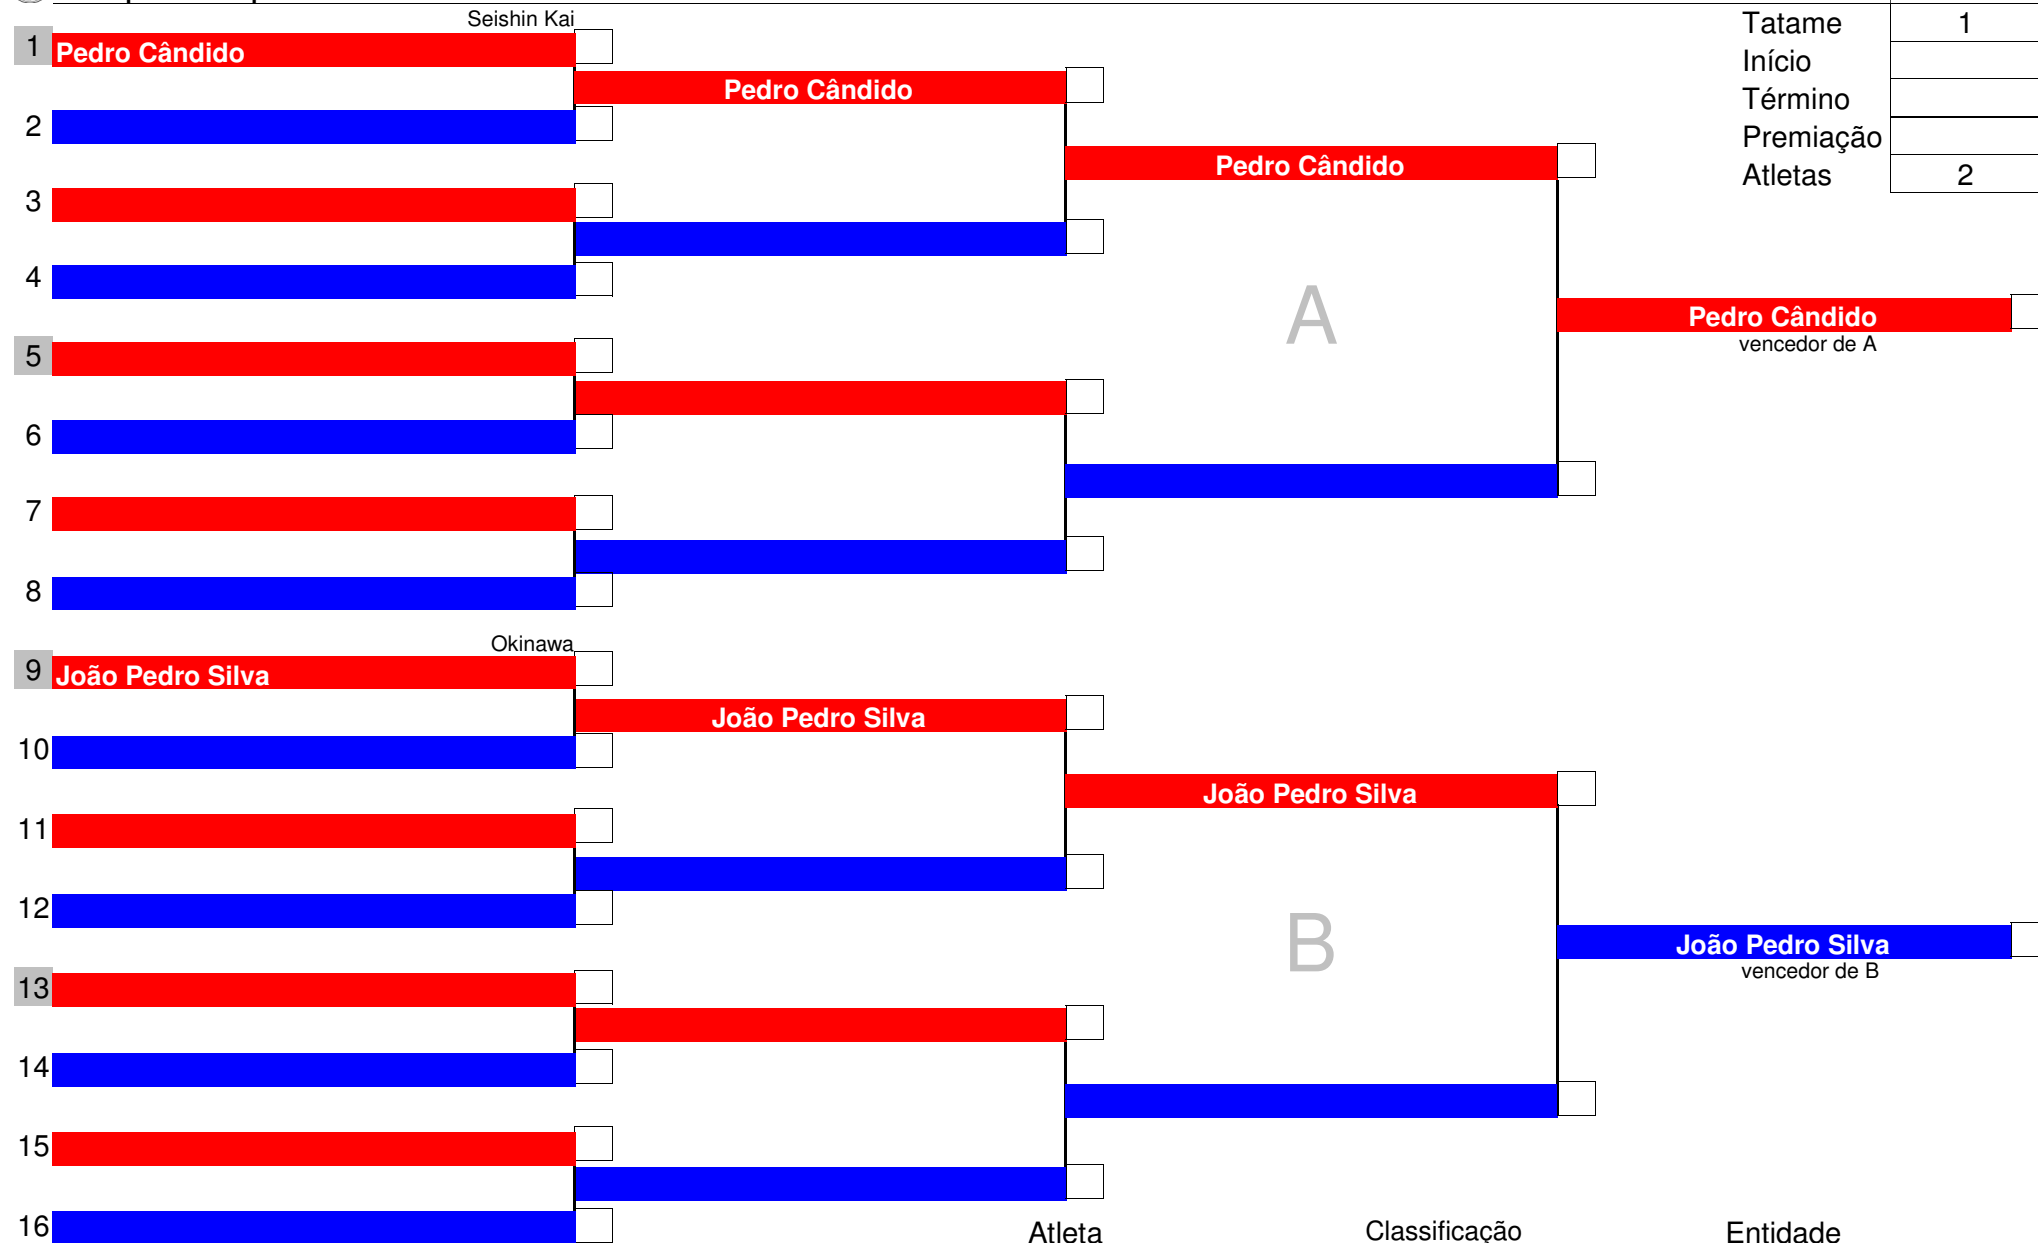 Seishin Kai
Tatame 1
1 Pedro Cândido
Início
Pedro Cândido
Término
2
Premiação
Pedro Cândido
Atletas 2
3
4
A
Pedro Cândido
vencedor de A
5
6
7
8
Okinawa
9 João Pedro Silva
João Pedro Silva
10
João Pedro Silva
11
12
B
João Pedro Silva
vencedor de B
13
14
15
16
Atleta Classificação Entidade